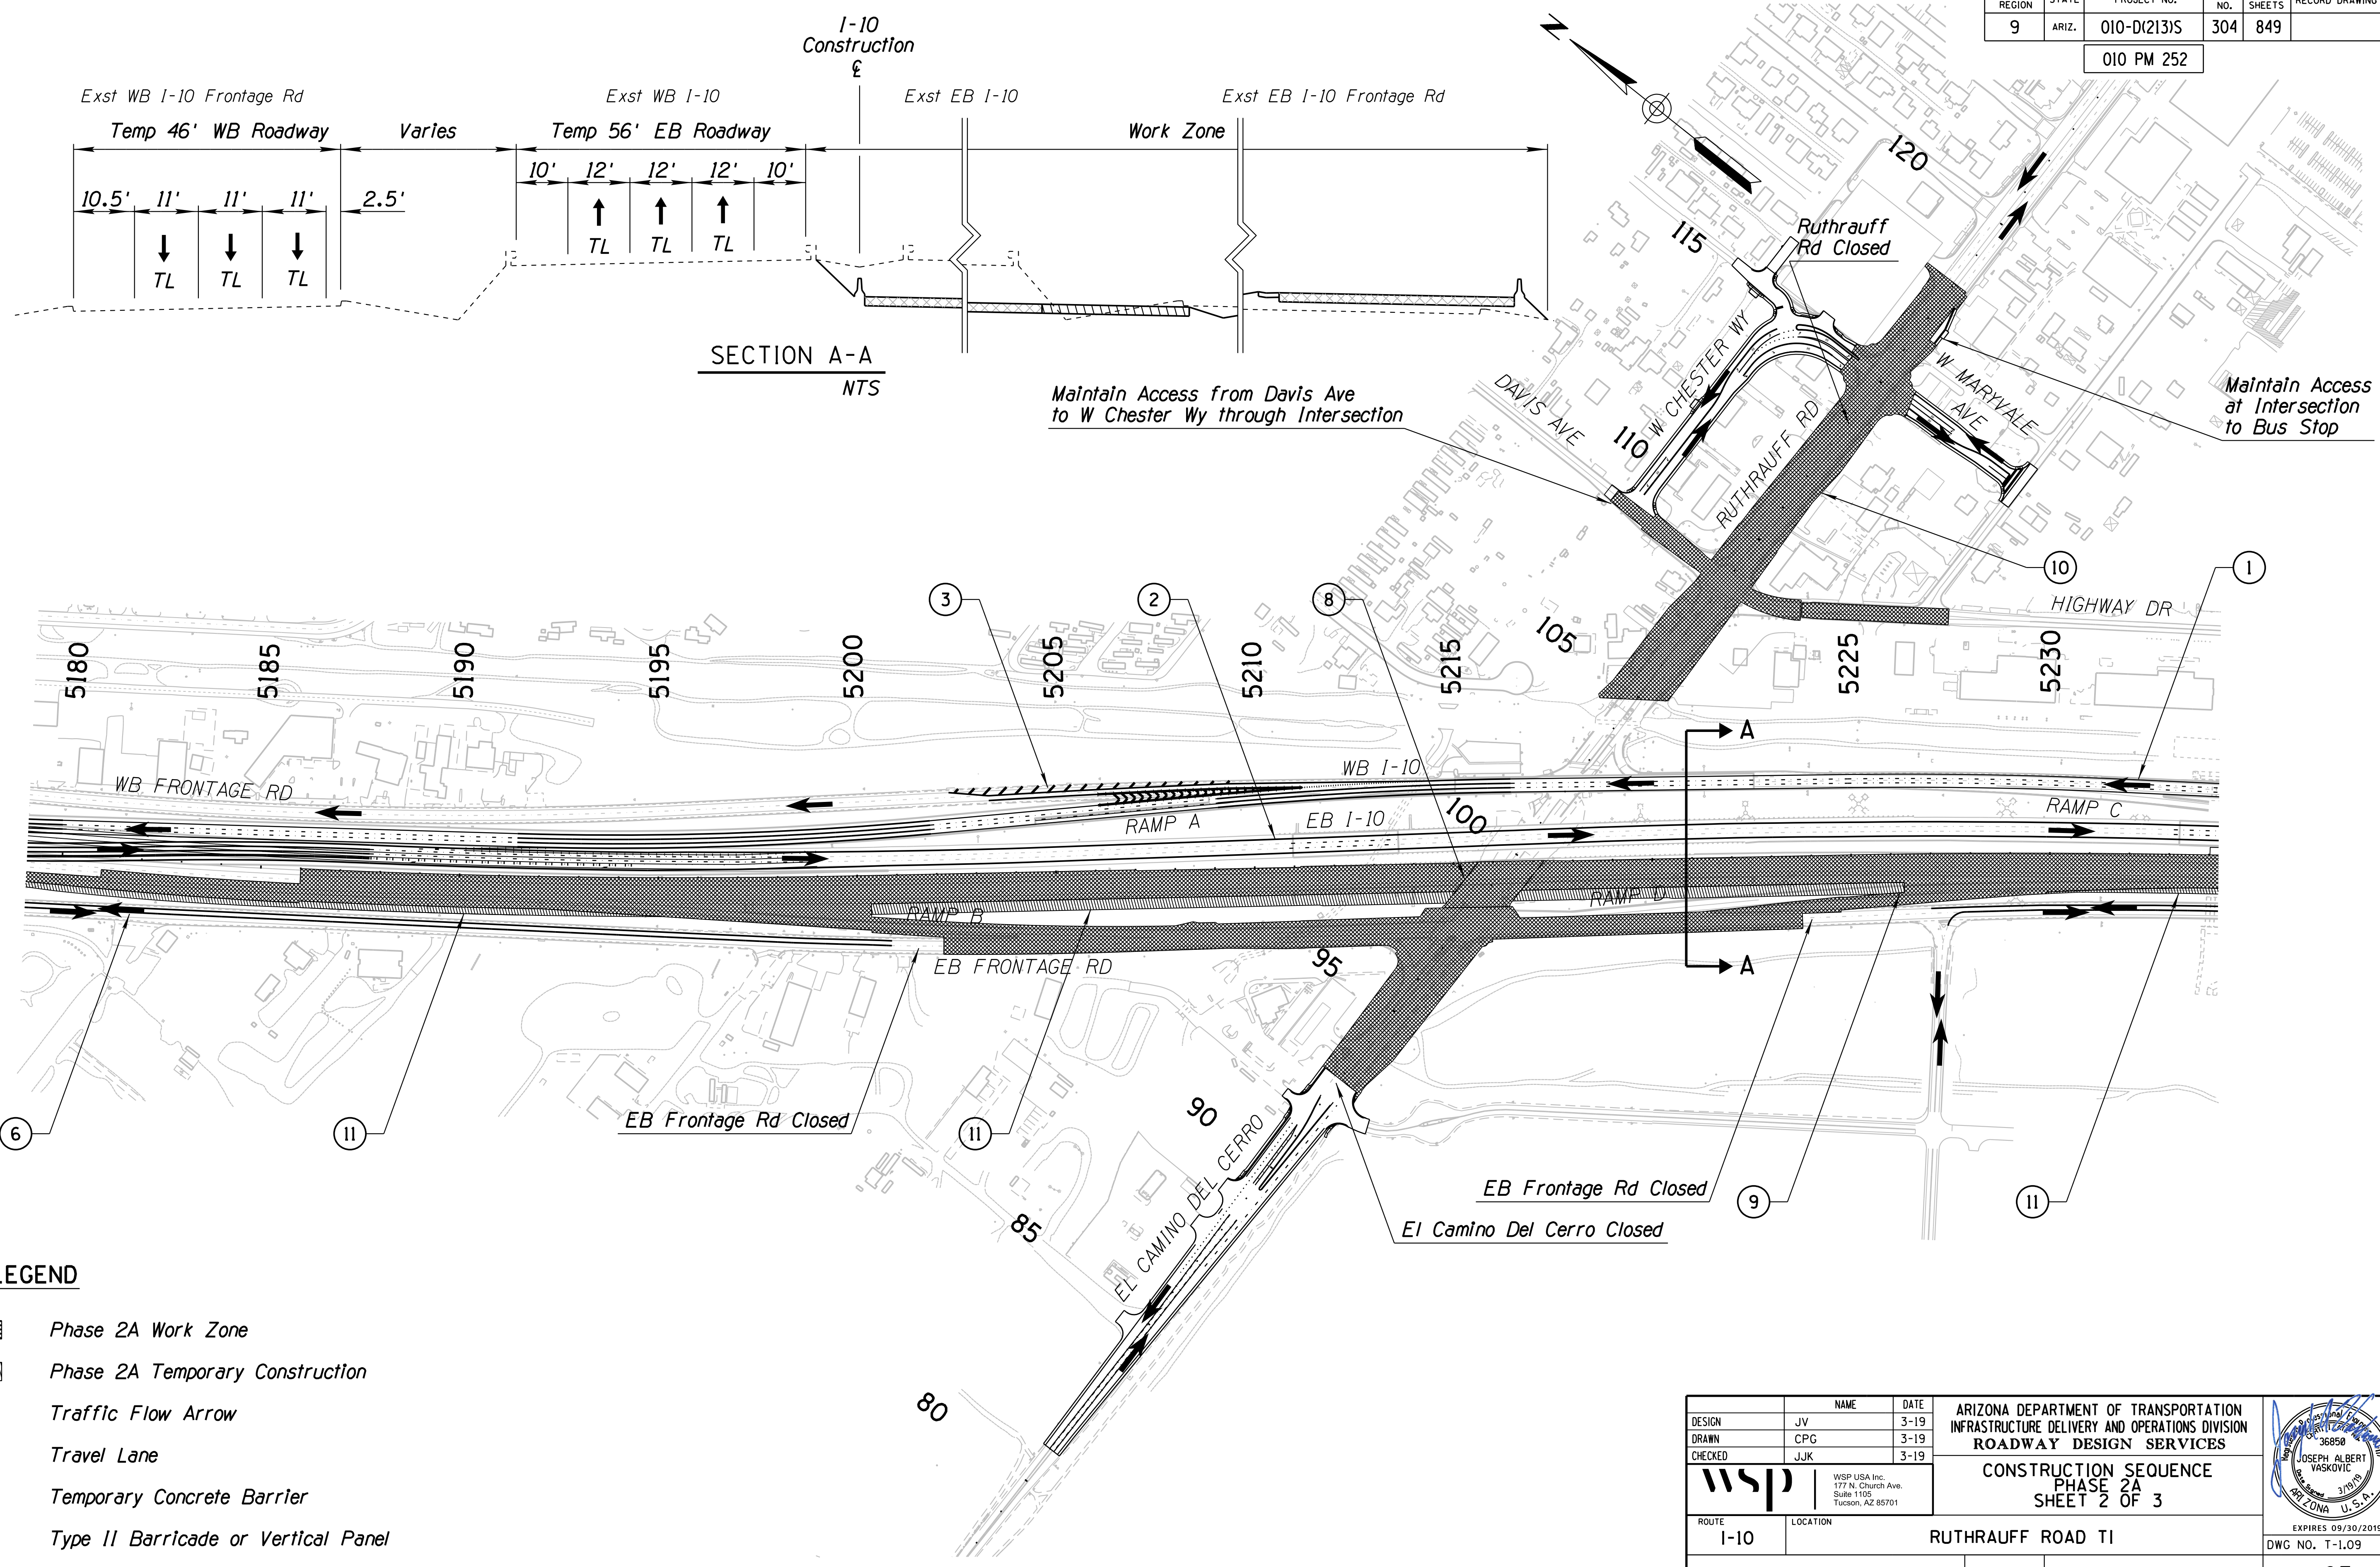 REGION
PROJECT NO.
NO.
SHEETS
RECORD DRAWING
9
ARIZ.
010-D(213)S
304
849
010 PM 252
I-10
Construction
℄
Exst WB I-10 Frontage Rd
Exst WB I-10
Exst EB I-10
Exst EB I-10 Frontage Rd
Temp 46' WB Roadway
Varies
Temp 56' EB Roadway
Work Zone
10'
12'
12'
12'
10'
10.5'
11'
11'
11'
2.5'
TL
TL
TL
TL
TL
TL
SECTION A-A
NTS
N
120
115
Ruthrauff
Rd Closed
W CHESTER WY
DAVIS AVE
110
RUTHRAUFF RD
W MARYVALE
AVE
Maintain Access
at Intersection
to Bus Stop
Maintain Access from Davis Ave
to W Chester Wy through Intersection
10
1
3
2
8
HIGHWAY DR
105
5180
5185
5190
5195
5200
5205
5210
5215
5225
5230
A
WB FRONTAGE RD
WB I-10
RAMP A
EB I-10
100
RAMP C
RAMP B
RAMP D
EB FRONTAGE RD
95
A
6
11
EB Frontage Rd Closed
11
90
EL CAMINO DEL CERRO
EB Frontage Rd Closed
9
11
El Camino Del Cerro Closed
85
80
LEGEND
Phase 2A Work Zone
Phase 2A Temporary Construction
Traffic Flow Arrow
Travel Lane
Temporary Concrete Barrier
Type II Barricade or Vertical Panel
NAME
DATE
DESIGN
JV
3-19
DRAWN
CPG
3-19
CHECKED
JJK
3-19
ARIZONA DEPARTMENT OF TRANSPORTATION
INFRASTRUCTURE DELIVERY AND OPERATIONS DIVISION
ROADWAY DESIGN SERVICES
wsp
WSP USA Inc.
177 N. Church Ave.
Suite 1105
Tucson, AZ 85701
CONSTRUCTION SEQUENCE
PHASE 2A
SHEET 2 OF 3
ROUTE
I-10
LOCATION
RUTHRAUFF ROAD TI
36850
JOSEPH ALBERT
VASKOVIC
3/19/19
ARIZONA U.S.A.
EXPIRES 09/30/2019
DWG NO. T-1.09